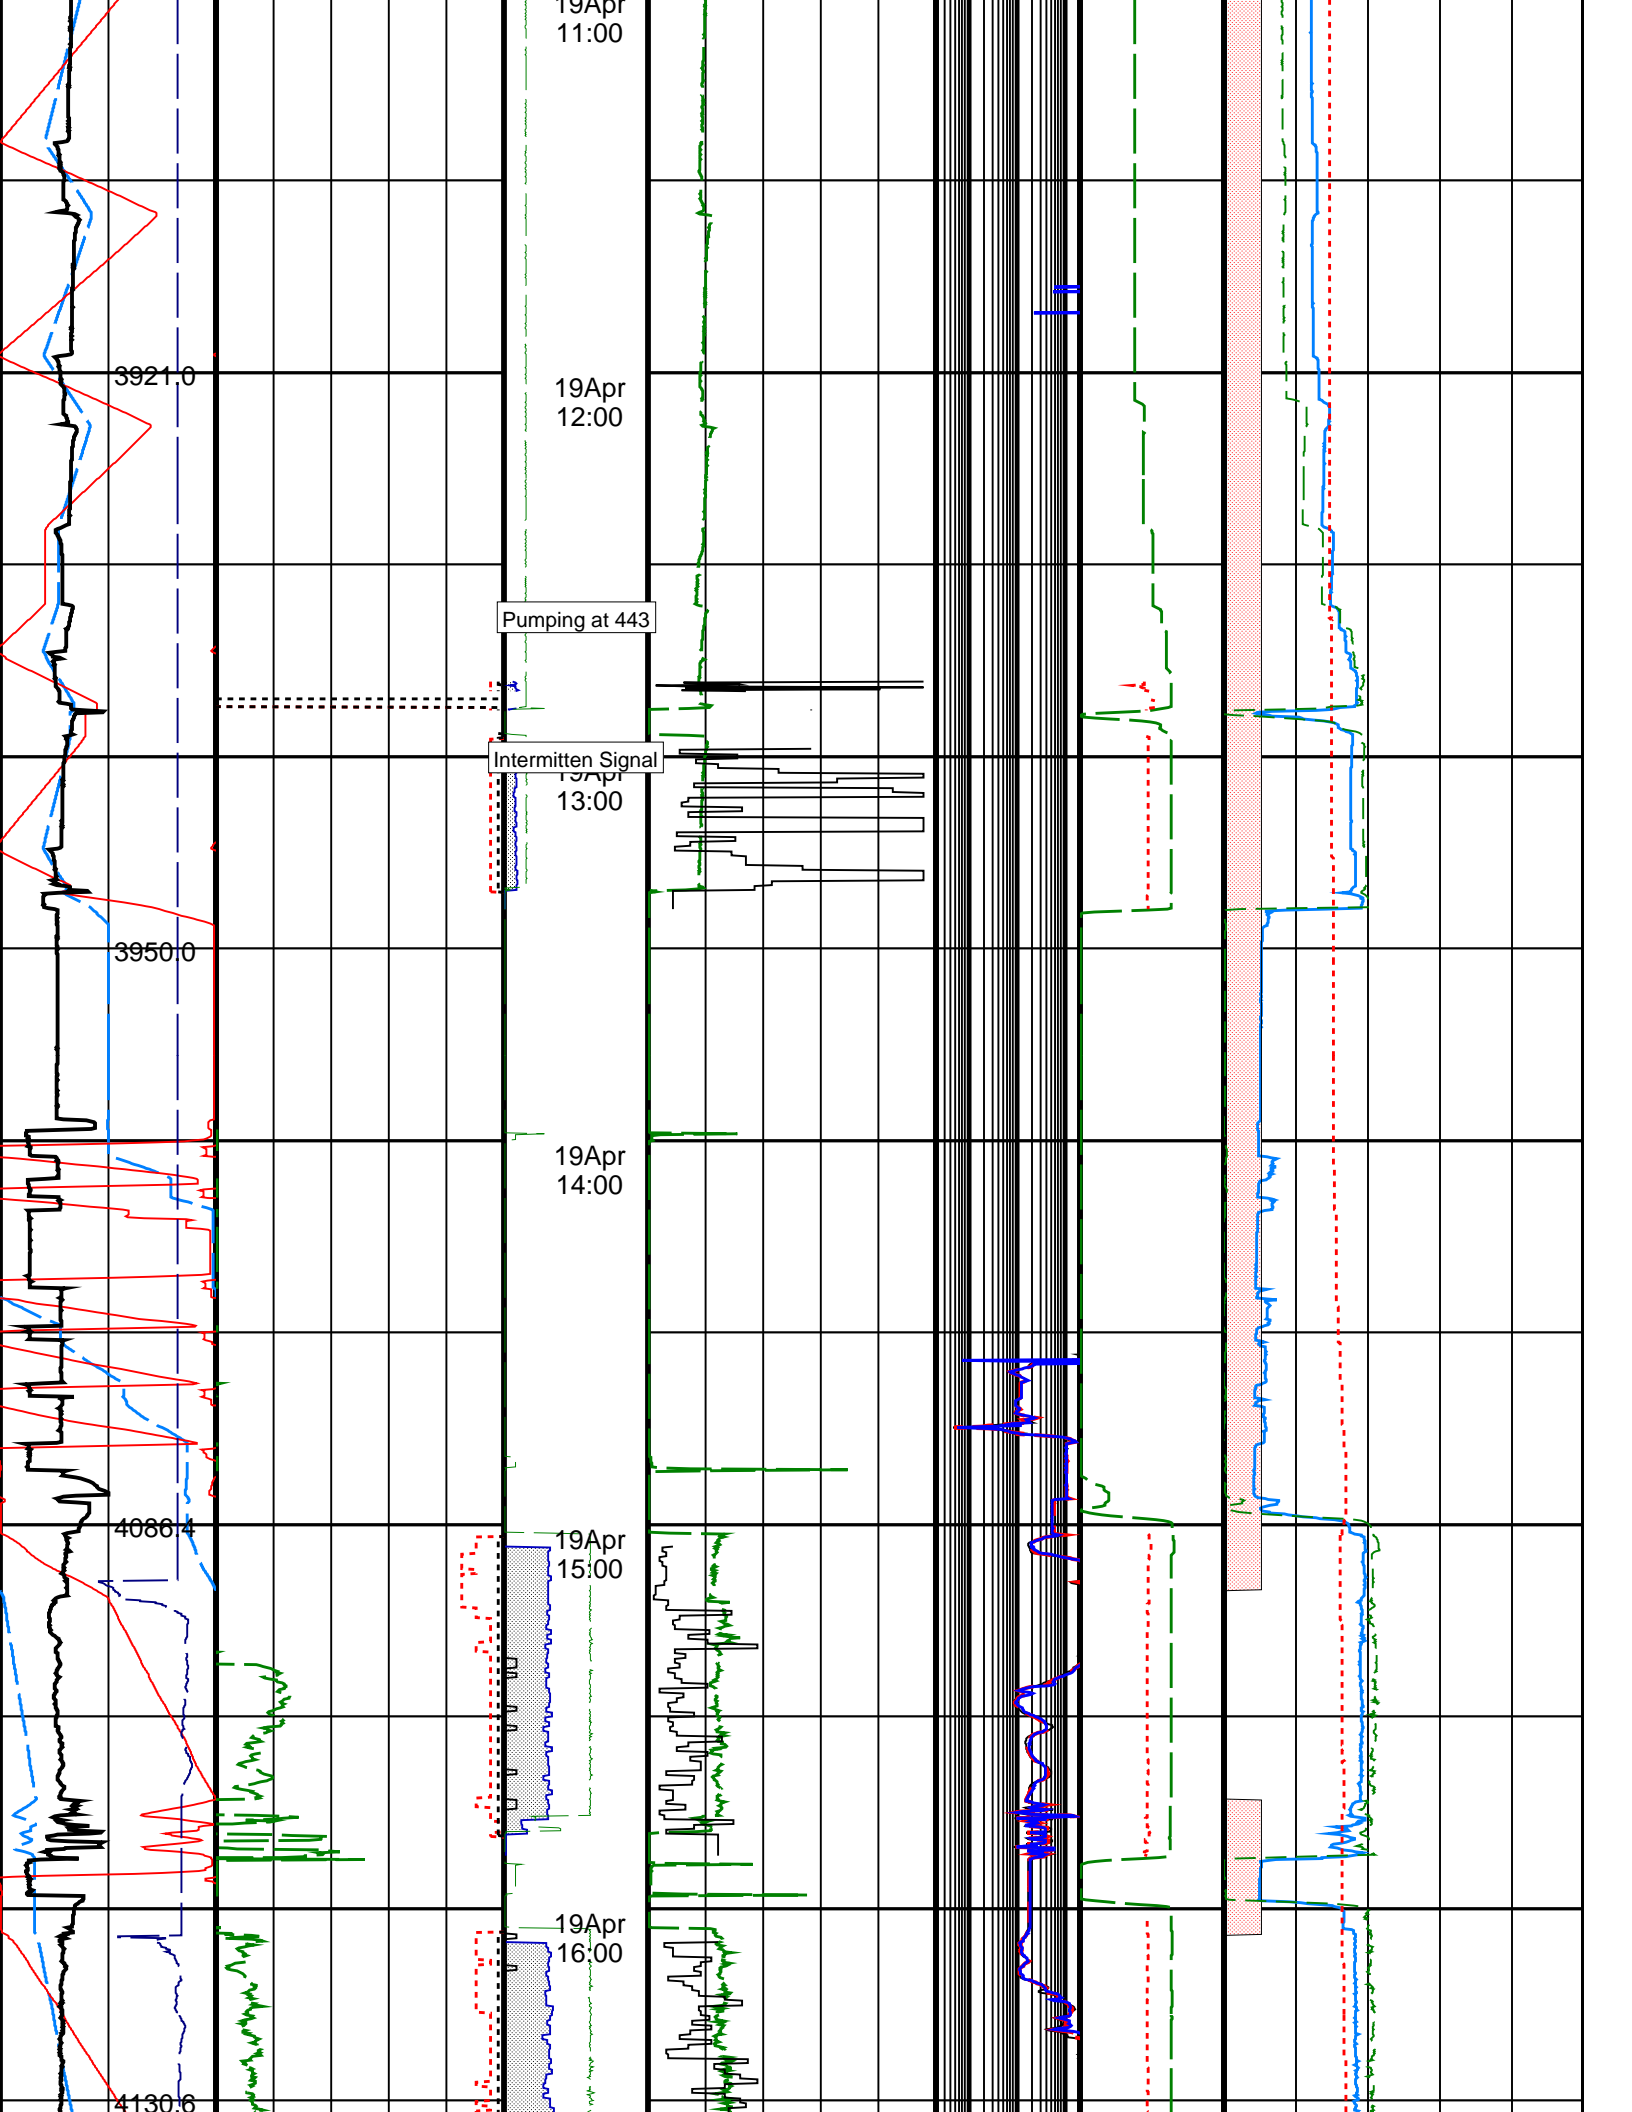 19Apr
11:00
3921.0
19Apr
12:00
Pumping at 443
Intermitten Signal
19Apr
13:00
3950.0
19Apr
14:00
4086.4
19Apr
15:00
19Apr
16:00
4130.6